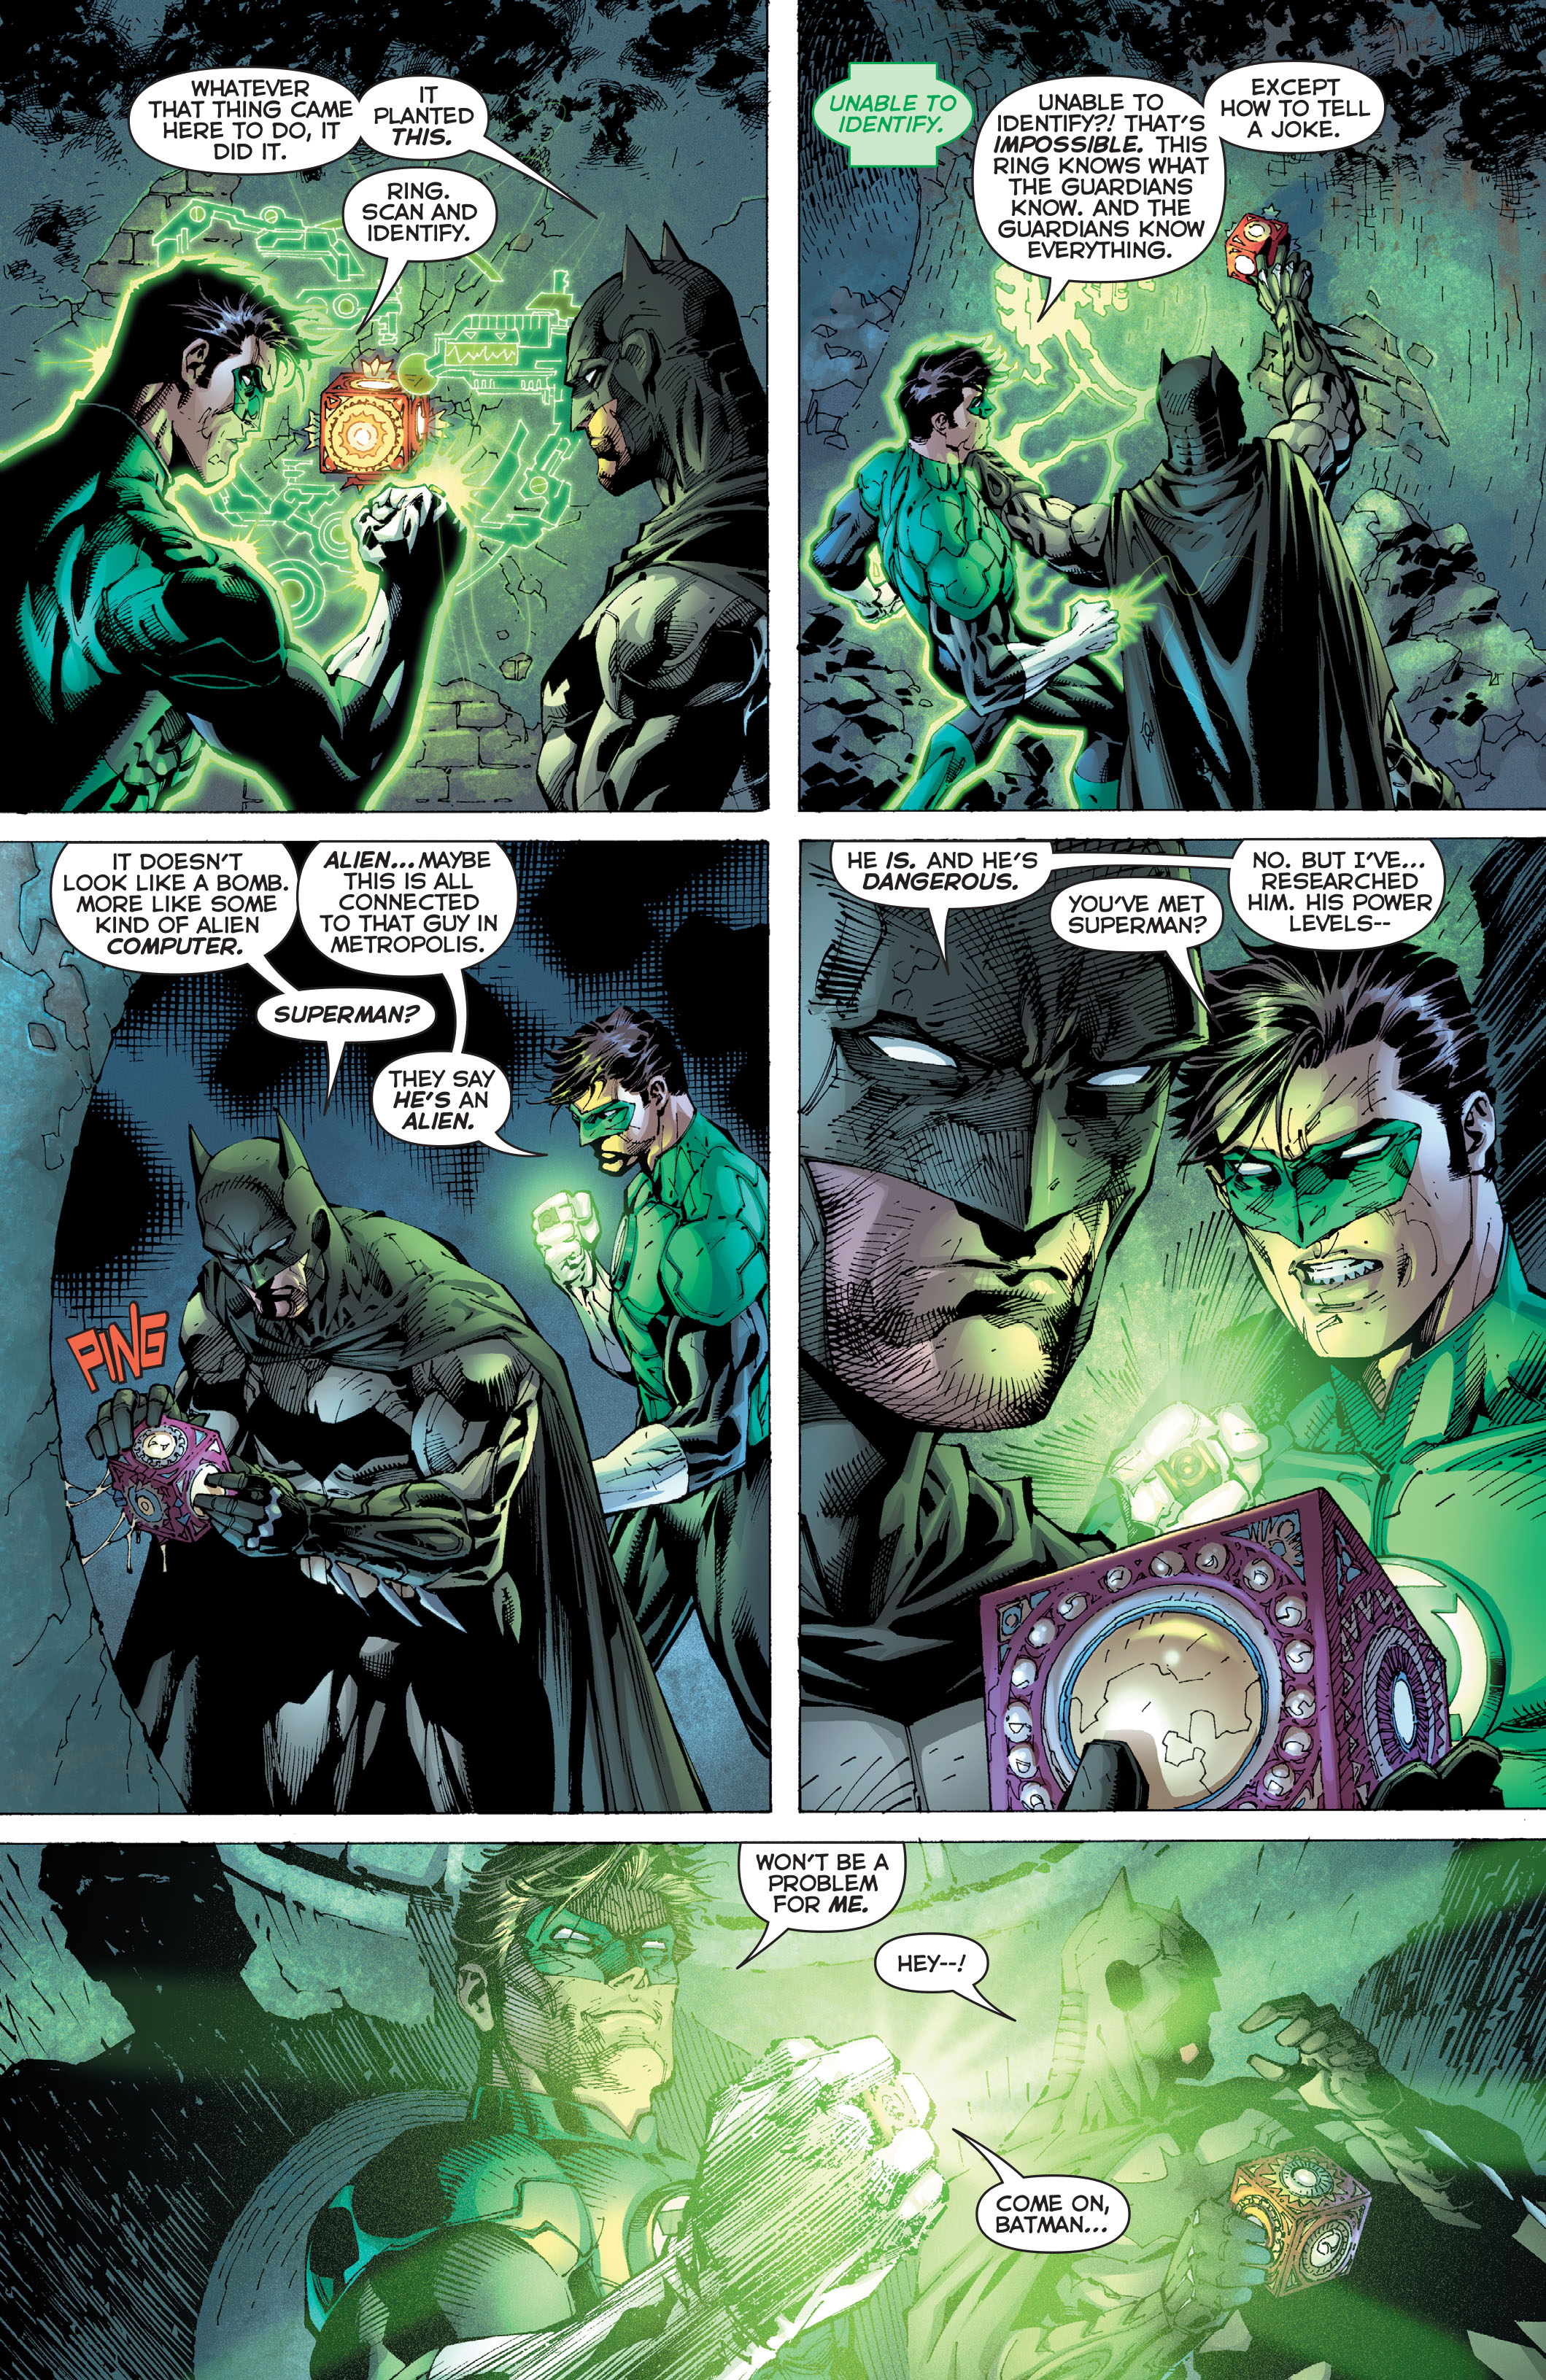 WHATEVER
THAT THING CAME
HERE TO DO, IT
DID IT.
IT
PLANTED
THIS.
RING.
SCAN AND
IDENTIFY.
UNABLE TO
IDENTIFY.
UNABLE TO
IDENTIFY?! THAT'S
IMPOSSIBLE. THIS
RING KNOWS WHAT
THE GUARDIANS
KNOW. AND THE
GUARDIANS KNOW
EVERYTHING.
EXCEPT
HOW TO TELL
A JOKE.
IT DOESN'T
LOOK LIKE A BOMB.
MORE LIKE SOME
KIND OF ALIEN
COMPUTER.
ALIEN...MAYBE
THIS IS ALL
CONNECTED
TO THAT GUY IN
METROPOLIS.
SUPERMAN?
THEY SAY
HE'S AN
ALIEN.
PING
HE IS. AND HE'S
DANGEROUS.
YOU'VE MET
SUPERMAN?
NO. BUT I'VE...
RESEARCHED
HIM. HIS POWER
LEVELS--
WON'T BE A
PROBLEM
FOR ME.
HEY--!
COME ON,
BATMAN...